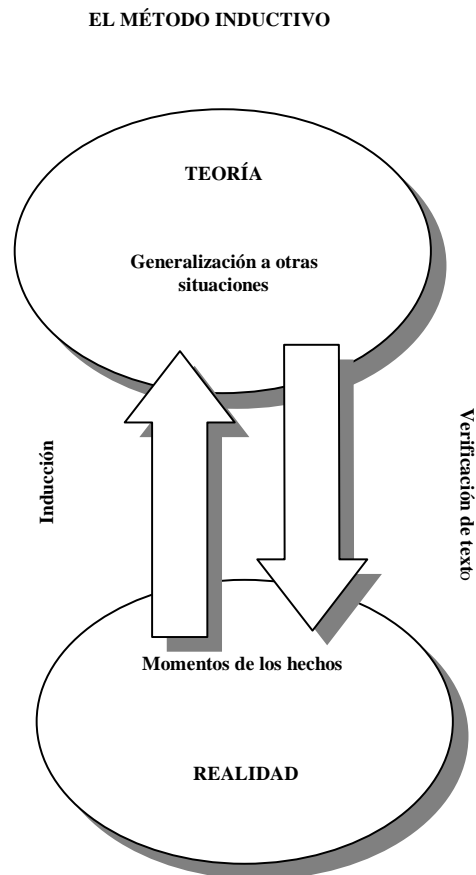 EL MÉTODO INDUCTIVO
TEORÍA
Generalización a otras
situaciones
Inducción
Verificación de texto
Momentos de los hechos
REALIDAD